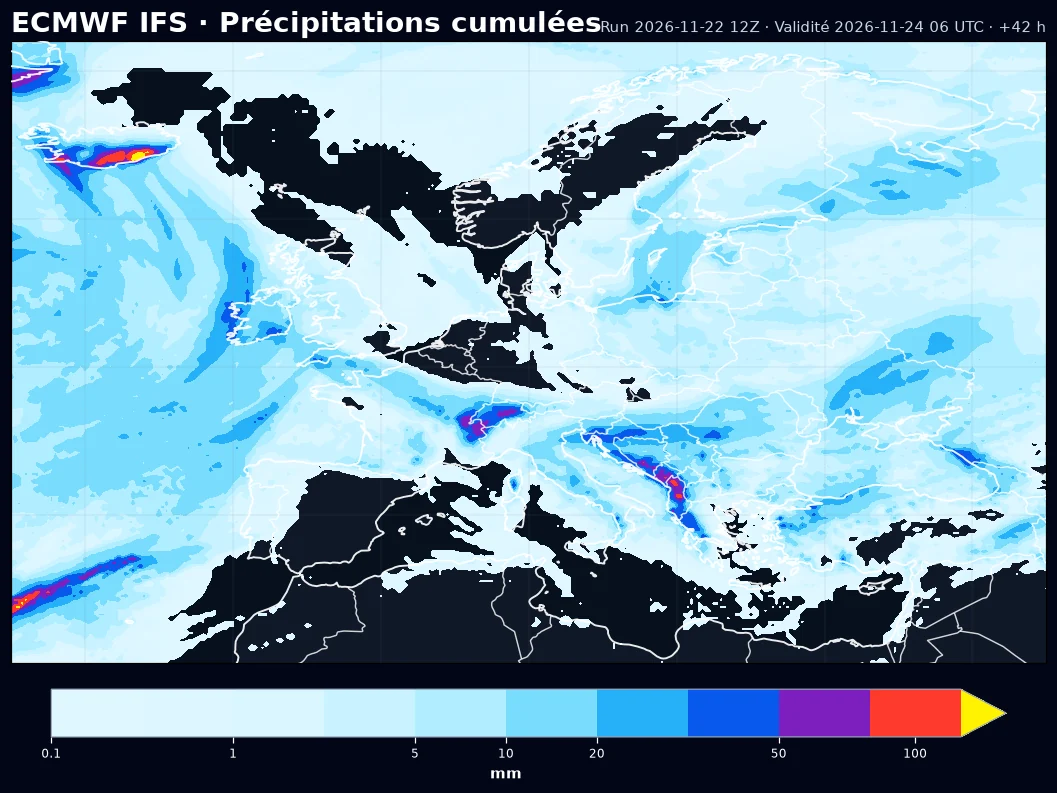 ECMWF IFS · Précipitations cumulées
Run 2026-11-22 12Z · Validité 2026-11-24 06 UTC · +42 h
0.1 1 5 10 20 50 100
mm